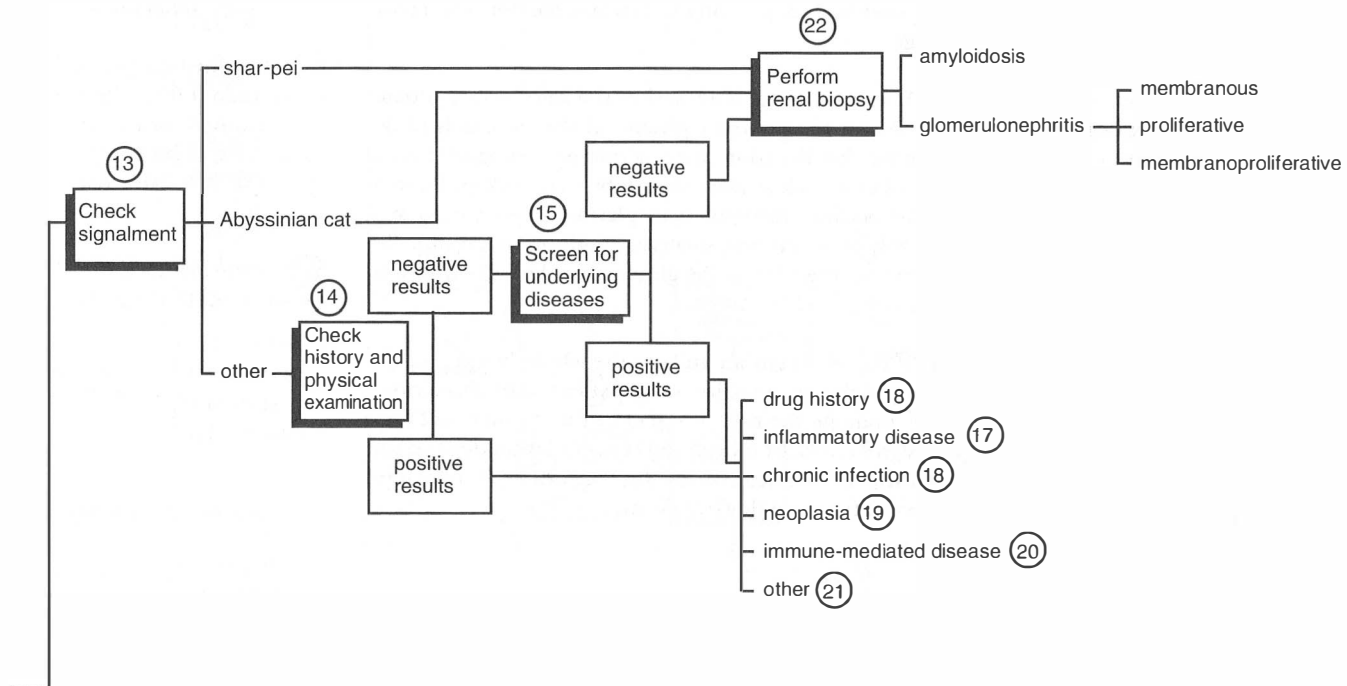 22
shar-pei
Perform
renal biopsy
amyloidosis
glomerulonephritis
membranous
proliferative
membranoproliferative
13
Check
signalment
Abyssinian cat
negative
results
15
Screen for
underlying
diseases
negative
results
14
Check
history and
physical
examination
other
positive
results
positive
results
drug history 18
inflammatory disease 17
chronic infection 18
neoplasia 19
immune-mediated disease 20
other 21